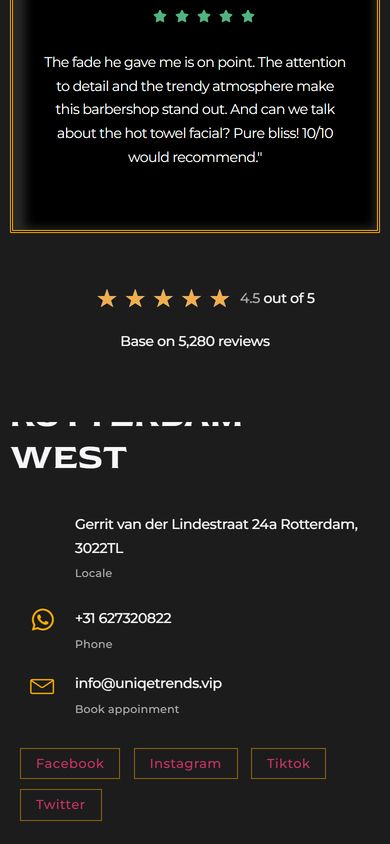 The fade he gave me is on point. The attention
to detail and the trendy atmosphere make
this barbershop stand out. And can we talk
about the hot towel facial? Pure bliss! 10/10
would recommend."
4.5 out of 5
Base on 5,280 reviews
ROTTERDAM
WEST
Gerrit van der Lindestraat 24a Rotterdam,
3022TL
Locale
+31 627320822
Phone
info@uniqetrends.vip
Book appoinment
Facebook
Instagram
Tiktok
Twitter